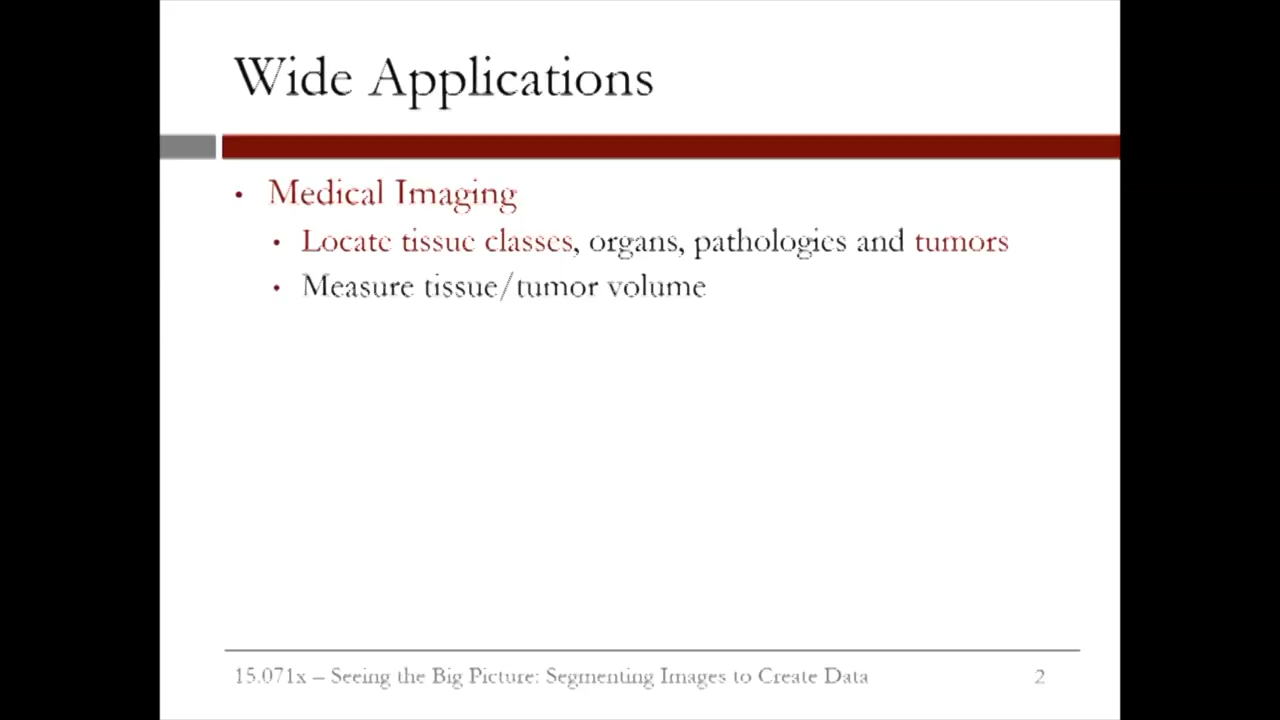 Wide Applications
• Medical Imaging
• Locate tissue classes, organs, pathologies and tumors
• Measure tissue/tumor volume
15.071x – Seeing the Big Picture: Segmenting Images to Create Data 2